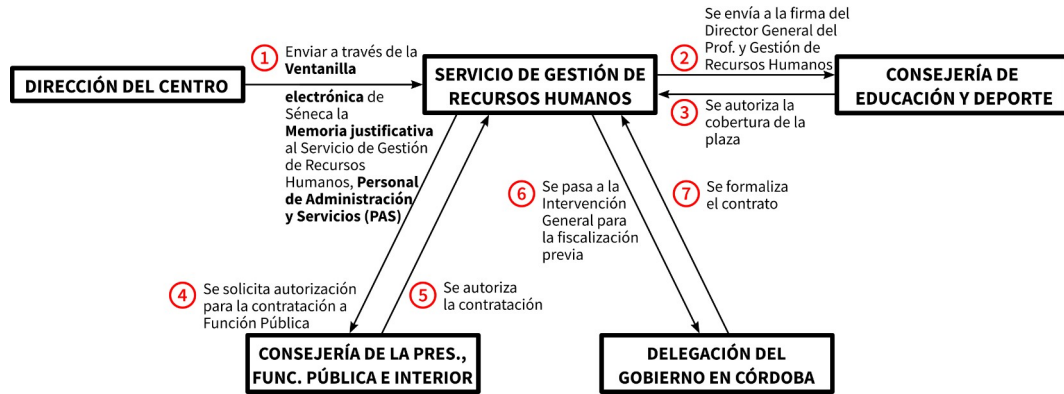 DIRECCIÓN DEL CENTRO
1
Enviar a través de la
Ventanilla
electrónica de
Séneca la
Memoria justificativa
al Servicio de Gestión
de Recursos
Humanos, Personal
de Administración
y Servicios (PAS)
SERVICIO DE GESTIÓN DE
RECURSOS HUMANOS
2
Se envía a la firma del
Director General del
Prof. y Gestión de
Recursos Humanos
CONSEJERÍA DE
EDUCACIÓN Y DEPORTE
3
Se autoriza la
cobertura de la
plaza
4
Se solicita autorización
para la contratación a
Función Pública
5
Se autoriza
la contratación
CONSEJERÍA DE LA PRES.,
FUNC. PÚBLICA E INTERIOR
6
Se pasa a la
Intervención
General para
la fiscalización
previa
7
Se formaliza
el contrato
DELEGACIÓN DEL
GOBIERNO EN CÓRDOBA